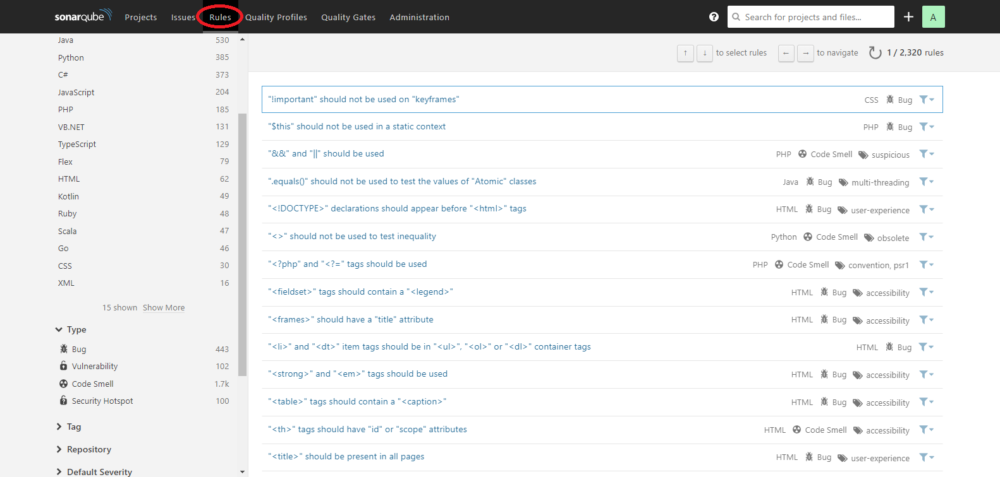 sonarqube Projects Issues Rules Quality Profiles Quality Gates Administration ? Search for projects and files... + A
Java 530
Python 385
C# 373
JavaScript 204
PHP 185
VB.NET 131
TypeScript 129
Flex 79
HTML 62
Kotlin 49
Ruby 48
Scala 47
Go 46
CSS 30
XML 16
15 shown Show More
Type
Bug 443
Vulnerability 102
Code Smell 1.7k
Security Hotspot 100
Tag
Repository
Default Severity
↑ ↓ to select rules ← → to navigate 1 / 2,320 rules
"!important" should not be used on "keyframes" CSS Bug
"$this" should not be used in a static context PHP Bug
"&&" and "||" should be used PHP Code Smell suspicious
".equals()" should not be used to test the values of "Atomic" classes Java Bug multi-threading
"<!DOCTYPE>" declarations should appear before "<html>" tags HTML Bug user-experience
"<>" should not be used to test inequality Python Code Smell obsolete
"<?php" and "<?=" tags should be used PHP Code Smell convention, psr1
"<fieldset>" tags should contain a "<legend>" HTML Bug accessibility
"<frames>" should have a "title" attribute HTML Bug accessibility
"<li>" and "<dt>" item tags should be in "<ul>", "<ol>" or "<dl>" container tags HTML Bug
"<strong>" and "<em>" tags should be used HTML Bug accessibility
"<table>" tags should contain a "<caption>" HTML Bug accessibility
"<th>" tags should have "id" or "scope" attributes HTML Code Smell accessibility
"<title>" should be present in all pages HTML Bug user-experience